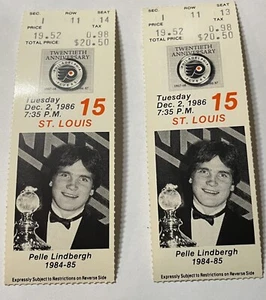 SEC ROW SEAT
1 11 14
PRICE TAX
19.52 0.98
TOTAL PRICE $20.50
TWENTIETH
ANNIVERSARY
Tuesday
Dec. 2, 1986 15
7:35 P.M.
ST. LOUIS
Pelle Lindbergh
1984-85
Expressly Subject to Restrictions on Reverse Side
ROW SEAT
1 11 13
PRICE TAX
19.52 0.98
TOTAL PRICE $20.50
TWENTIETH
ANNIVERSARY
Tuesday
Dec. 2, 1986 15
7:35 P.M.
ST. LOUIS
Pelle Lindbergh
1984-85
Expressly Subject to Restrictions on Reverse Side